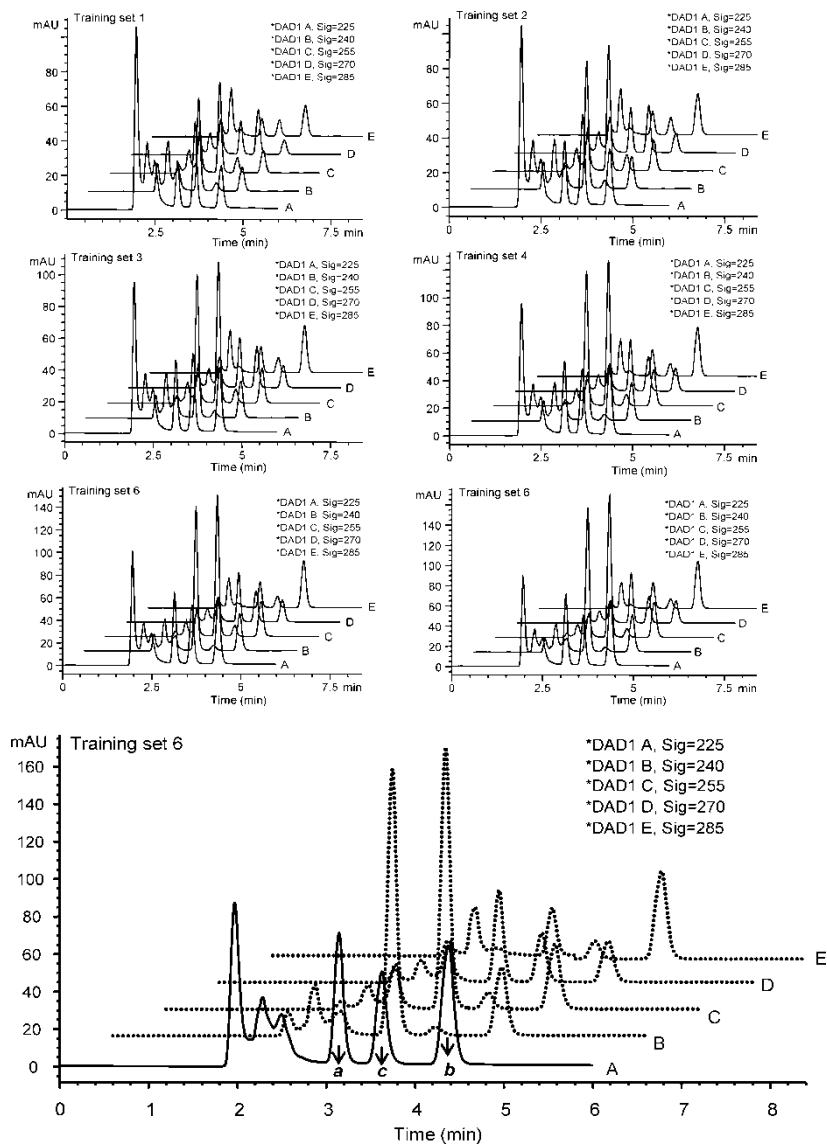 Training set 1
mAU
*DAD1 A, Sig=225
*DAD1 B, Sig=240
*DAD1 C, Sig=255
*DAD1 D, Sig=270
*DAD1 E, Sig=285
80
60
40
20
0
E
D
C
B
A
2.5 5 7.5 min
Time (min)
Training set 2
mAU
*DAD1 A, Sig=225
*DAD1 B, Sig=240
*DAD1 C, Sig=255
*DAD1 D, Sig=270
*DAD1 E, Sig=285
80
60
40
20
0
E
D
C
B
A
0 2.5 5 7.5 min
Time (min)
Training set 3
mAU
*DAD1 A, Sig=225
*DAD1 B, Sig=240
*DAD1 C, Sig=255
*DAD1 D, Sig=270
*DAD1 E, Sig=285
100
80
60
40
20
0
E
D
C
B
A
0 2.5 5 7.5 min
Time (min)
Training set 4
mAU
*DAD1 A, Sig=225
*DAD1 B, Sig=240
*DAD1 C, Sig=255
*DAD1 D, Sig=270
*DAD1 E, Sig=285
120
100
80
60
40
20
0
E
D
C
B
A
0 2.5 5 7.5 min
Time (min)
Training set 6
mAU
*DAD1 A, Sig=225
*DAD1 B, Sig=240
*DAD1 C, Sig=255
*DAD1 D, Sig=270
*DAD1 E, Sig=285
140
120
100
80
60
40
20
0
E
D
C
B
A
0 2.5 5 7.5 min
Time (min)
Training set 6
mAU
*DAD1 A, Sig=225
*DAD1 B, Sig=240
*DAD1 C, Sig=255
*DAD1 D, Sig=270
*DAD1 E, Sig=285
160
140
120
100
80
60
40
20
0
E
D
C
B
A
0 2.5 5 7.5 min
Time (min)
Training set 6
mAU
*DAD1 A, Sig=225
*DAD1 B, Sig=240
*DAD1 C, Sig=255
*DAD1 D, Sig=270
*DAD1 E, Sig=285
160
140
120
100
80
60
40
20
0
E
D
C
B
A
a c b
0 1 2 3 4 5 6 7 8
Time (min)